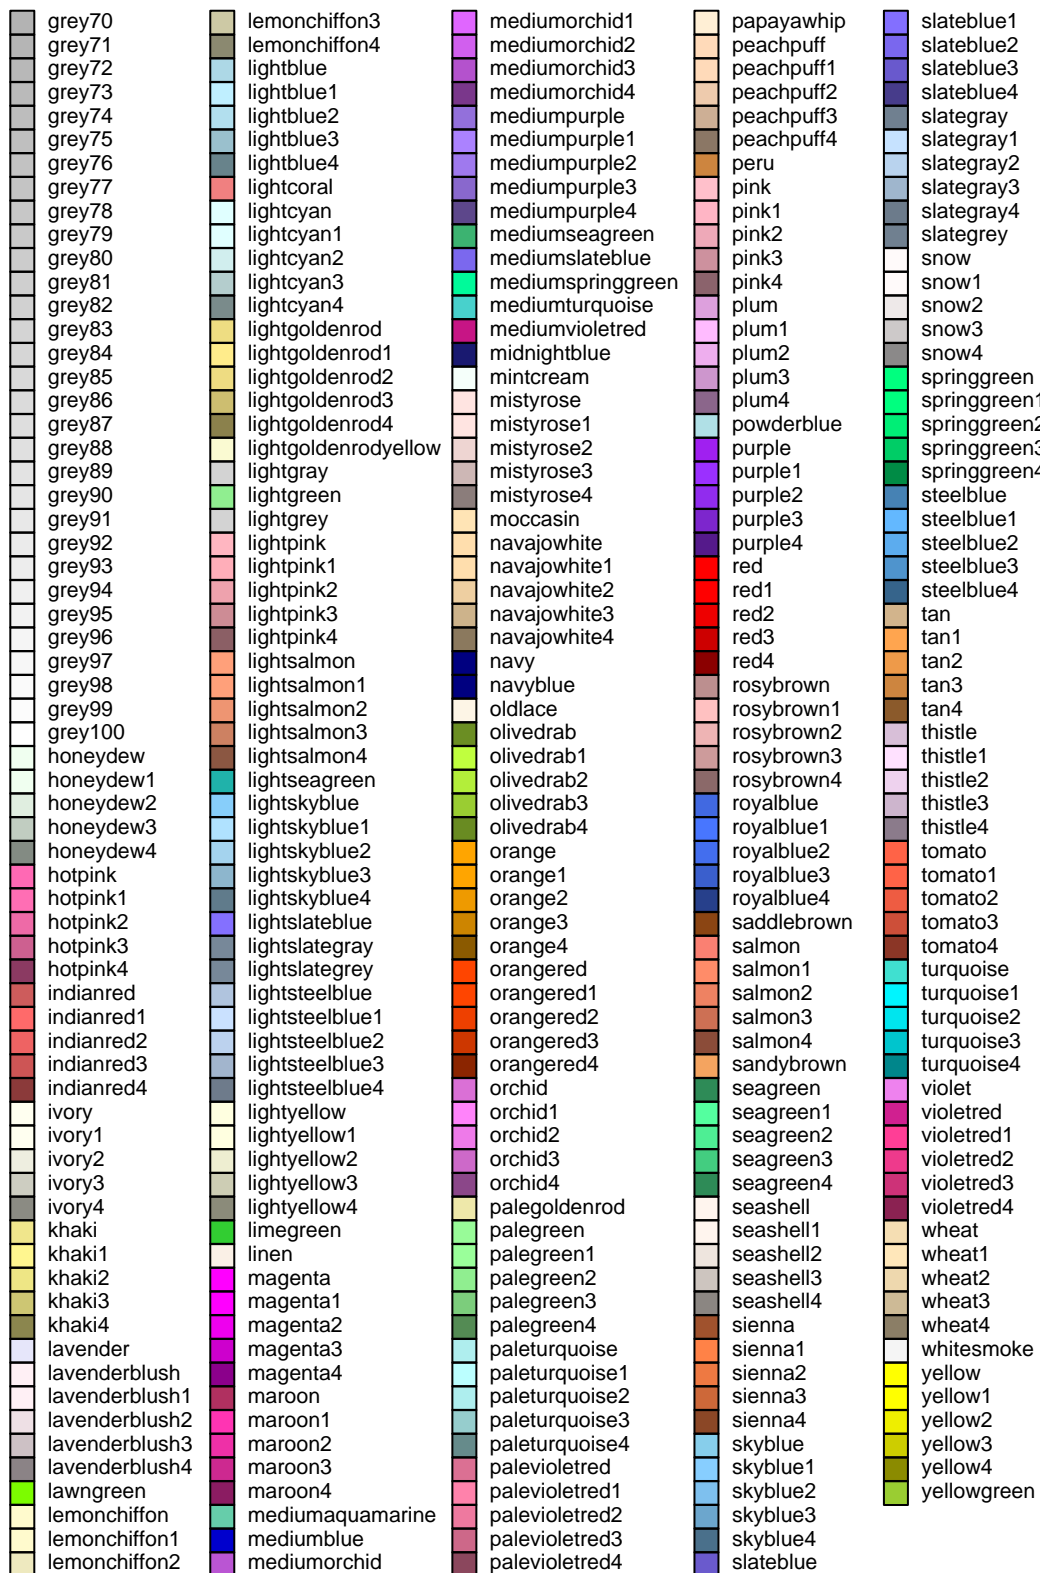 grey70
grey71
grey72
grey73
grey74
grey75
grey76
grey77
grey78
grey79
grey80
grey81
grey82
grey83
grey84
grey85
grey86
grey87
grey88
grey89
grey90
grey91
grey92
grey93
grey94
grey95
grey96
grey97
grey98
grey99
grey100
honeydew
honeydew1
honeydew2
honeydew3
honeydew4
hotpink
hotpink1
hotpink2
hotpink3
hotpink4
indianred
indianred1
indianred2
indianred3
indianred4
ivory
ivory1
ivory2
ivory3
ivory4
khaki
khaki1
khaki2
khaki3
khaki4
lavender
lavenderblush
lavenderblush1
lavenderblush2
lavenderblush3
lavenderblush4
lawngreen
lemonchiffon
lemonchiffon1
lemonchiffon2
lemonchiffon3
lemonchiffon4
lightblue
lightblue1
lightblue2
lightblue3
lightblue4
lightcoral
lightcyan
lightcyan1
lightcyan2
lightcyan3
lightcyan4
lightgoldenrod
lightgoldenrod1
lightgoldenrod2
lightgoldenrod3
lightgoldenrod4
lightgoldenrodyellow
lightgray
lightgreen
lightgrey
lightpink
lightpink1
lightpink2
lightpink3
lightpink4
lightsalmon
lightsalmon1
lightsalmon2
lightsalmon3
lightsalmon4
lightseagreen
lightskyblue
lightskyblue1
lightskyblue2
lightskyblue3
lightskyblue4
lightslateblue
lightslategray
lightslategrey
lightsteelblue
lightsteelblue1
lightsteelblue2
lightsteelblue3
lightsteelblue4
lightyellow
lightyellow1
lightyellow2
lightyellow3
lightyellow4
limegreen
linen
magenta
magenta1
magenta2
magenta3
magenta4
maroon
maroon1
maroon2
maroon3
maroon4
mediumaquamarine
mediumblue
mediumorchid
mediumorchid1
mediumorchid2
mediumorchid3
mediumorchid4
mediumpurple
mediumpurple1
mediumpurple2
mediumpurple3
mediumpurple4
mediumseagreen
mediumslateblue
mediumspringgreen
mediumturquoise
mediumvioletred
midnightblue
mintcream
mistyrose
mistyrose1
mistyrose2
mistyrose3
mistyrose4
moccasin
navajowhite
navajowhite1
navajowhite2
navajowhite3
navajowhite4
navy
navyblue
oldlace
olivedrab
olivedrab1
olivedrab2
olivedrab3
olivedrab4
orange
orange1
orange2
orange3
orange4
orangered
orangered1
orangered2
orangered3
orangered4
orchid
orchid1
orchid2
orchid3
orchid4
palegoldenrod
palegreen
palegreen1
palegreen2
palegreen3
palegreen4
paleturquoise
paleturquoise1
paleturquoise2
paleturquoise3
paleturquoise4
palevioletred
palevioletred1
palevioletred2
palevioletred3
palevioletred4
papayawhip
peachpuff
peachpuff1
peachpuff2
peachpuff3
peachpuff4
peru
pink
pink1
pink2
pink3
pink4
plum
plum1
plum2
plum3
plum4
powderblue
purple
purple1
purple2
purple3
purple4
red
red1
red2
red3
red4
rosybrown
rosybrown1
rosybrown2
rosybrown3
rosybrown4
royalblue
royalblue1
royalblue2
royalblue3
royalblue4
saddlebrown
salmon
salmon1
salmon2
salmon3
salmon4
sandybrown
seagreen
seagreen1
seagreen2
seagreen3
seagreen4
seashell
seashell1
seashell2
seashell3
seashell4
sienna
sienna1
sienna2
sienna3
sienna4
skyblue
skyblue1
skyblue2
skyblue3
skyblue4
slateblue
slateblue1
slateblue2
slateblue3
slateblue4
slategray
slategray1
slategray2
slategray3
slategray4
slategrey
snow
snow1
snow2
snow3
snow4
springgreen
springgreen1
springgreen2
springgreen3
springgreen4
steelblue
steelblue1
steelblue2
steelblue3
steelblue4
tan
tan1
tan2
tan3
tan4
thistle
thistle1
thistle2
thistle3
thistle4
tomato
tomato1
tomato2
tomato3
tomato4
turquoise
turquoise1
turquoise2
turquoise3
turquoise4
violet
violetred
violetred1
violetred2
violetred3
violetred4
wheat
wheat1
wheat2
wheat3
wheat4
whitesmoke
yellow
yellow1
yellow2
yellow3
yellow4
yellowgreen